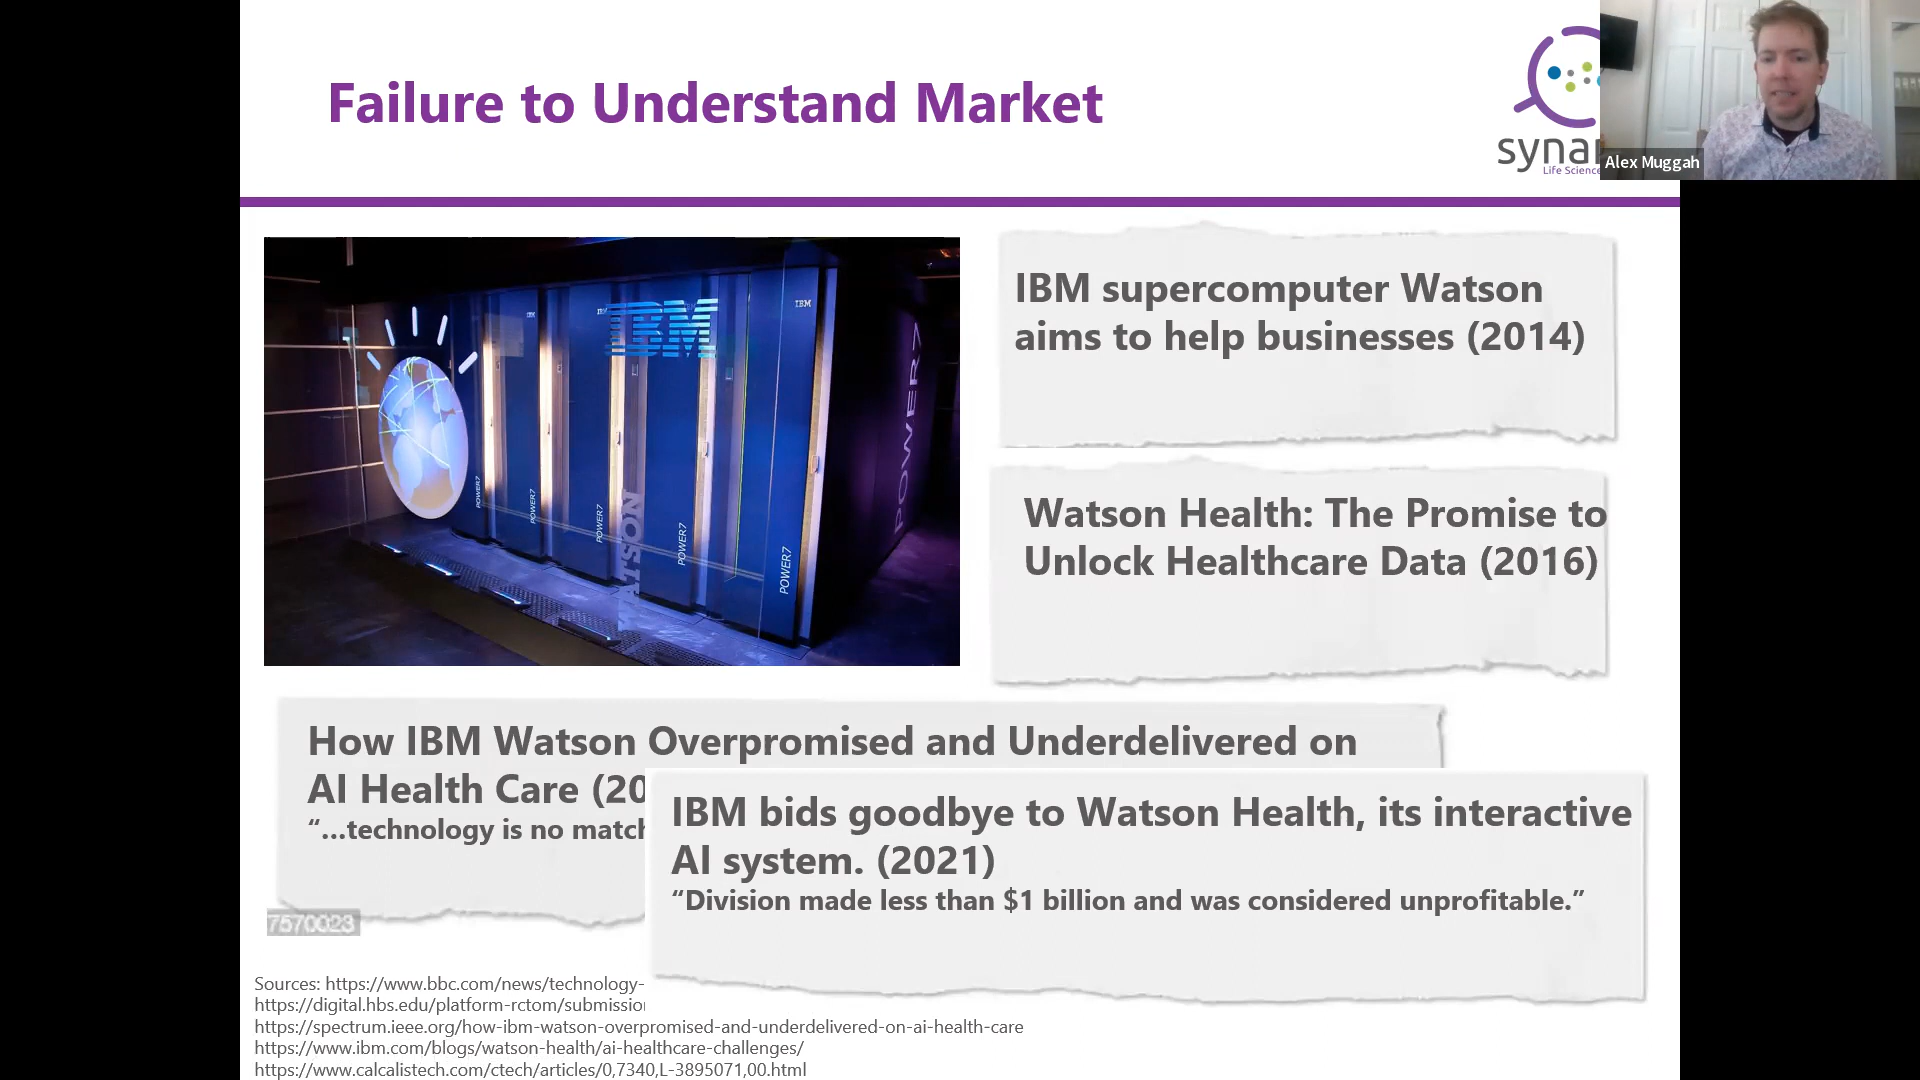 Failure to Understand Market
Life Science
Alex Muggah
IBM supercomputer Watson
aims to help businesses (2014)
IBM
IBM
POWER7
POWER7
POWER7
POWER7
POWER7
POWER7
Watson Health: The Promise to
Unlock Healthcare Data (2016)
How IBM Watson Overpromised and Underdelivered on
AI Health Care (20
“...technology is no match
IBM bids goodbye to Watson Health, its interactive
AI system. (2021)
“Division made less than $1 billion and was considered unprofitable.”
7570023
Sources: https://www.bbc.com/news/technology-
https://digital.hbs.edu/platform-rctom/submission
https://spectrum.ieee.org/how-ibm-watson-overpromised-and-underdelivered-on-ai-health-care
https://www.ibm.com/blogs/watson-health/ai-healthcare-challenges/
https://www.calcalistech.com/ctech/articles/0,7340,L-3895071,00.html